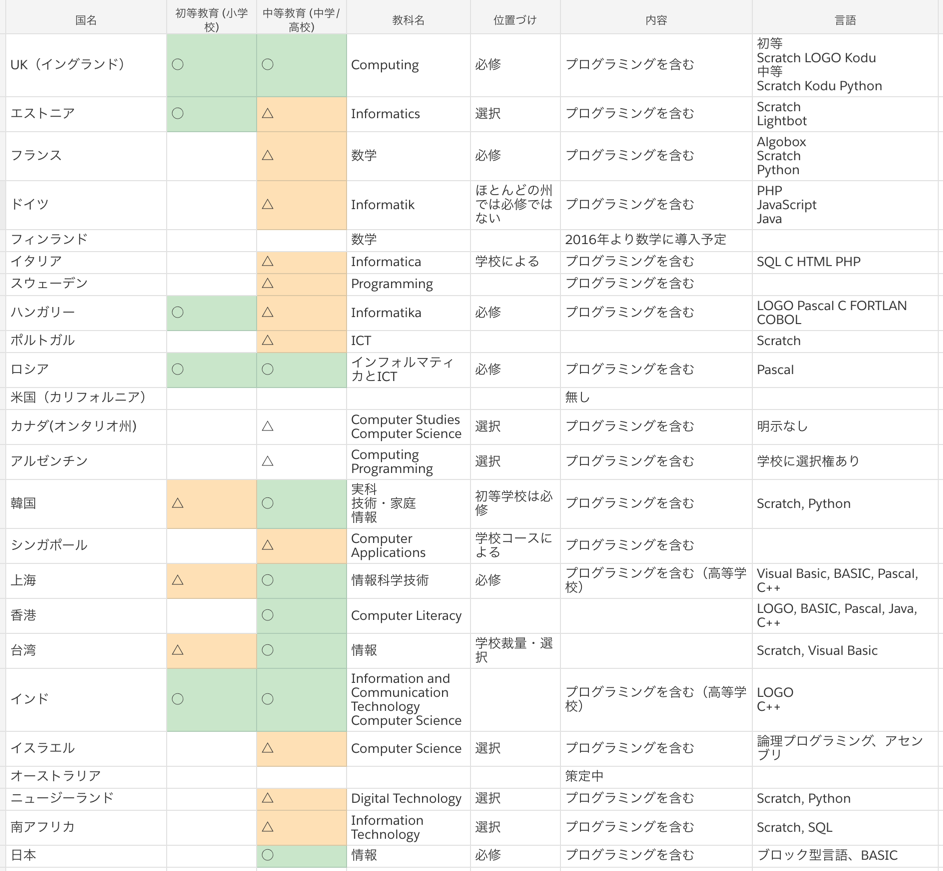 国名 初等教育 (小学校) 中等教育 (中学/高校) 教科名 位置づけ 内容 言語
UK（イングランド） ○ ○ Computing 必修 プログラミングを含む 初等
Scratch LOGO Kodu
中等
Scratch Kodu Python
エストニア ○ △ Informatics 選択 プログラミングを含む Scratch
Lightbot
フランス △ 数学 必修 プログラミングを含む Algobox
Scratch
Python
ドイツ △ Informatik ほとんどの州
では必修では
ない プログラミングを含む PHP
JavaScript
Java
フィンランド 数学 2016年より数学に導入予定
イタリア △ Informatica 学校による プログラミングを含む SQL C HTML PHP
スウェーデン △ Programming プログラミングを含む
ハンガリー ○ △ Informatika 必修 プログラミングを含む LOGO Pascal C FORTLAN
COBOL
ポルトガル △ ICT Scratch
ロシア ○ ○ インフォルマティ
カとICT 必修 プログラミングを含む Pascal
米国（カリフォルニア） 無し
カナダ(オンタリオ州) △ Computer Studies
Computer Science 選択 プログラミングを含む 明示なし
アルゼンチン △ Computing
Programming 選択 プログラミングを含む 学校に選択権あり
韓国 △ ○ 実科
技術・家庭
情報 初等学校は必
修 プログラミングを含む Scratch, Python
シンガポール △ Computer
Applications 学校コースに
よる プログラミングを含む
上海 △ ○ 情報科学技術 必修 プログラミングを含む（高等学
校） Visual Basic, BASIC, Pascal,
C++
香港 ○ Computer Literacy LOGO, BASIC, Pascal, Java,
C++
台湾 △ ○ 情報 学校裁量・選
択 Scratch, Visual Basic
インド ○ ○ Information and
Communication
Technology
Computer Science プログラミングを含む（高等学
校） LOGO
C++
イスラエル △ Computer Science 選択 プログラミングを含む 論理プログラミング、アセン
ブリ
オーストラリア 策定中
ニュージーランド △ Digital Technology 選択 プログラミングを含む Scratch, Python
南アフリカ △ Information
Technology 選択 プログラミングを含む Scratch, SQL
日本 ○ 情報 必修 プログラミングを含む ブロック型言語、BASIC